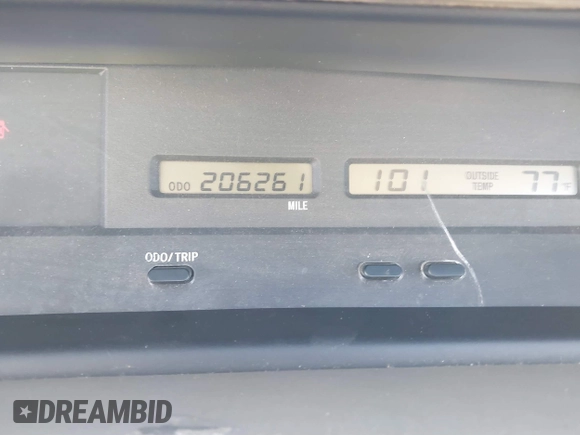 ODO 206261
MILE
101 OUTSIDE TEMP 77°F
ODO/TRIP
DREAMBID